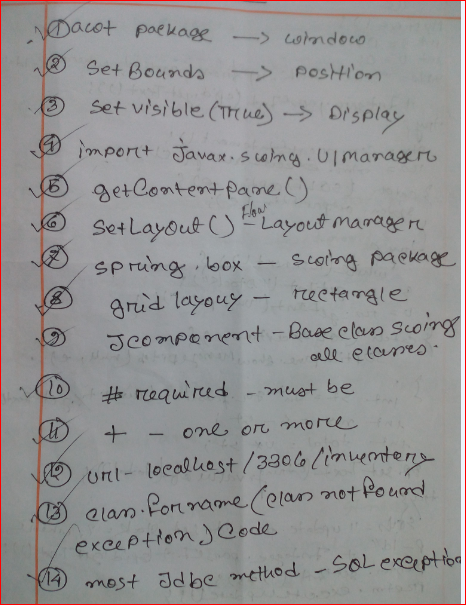 ① acot package → window
② SetBounds → position
③ Set visible (True) → Display
④ import Javax.swing.UIManager
⑤ getContentpane()
⑥ SetLayout() - Flow Layout manager
⑦ spring.box - swing package
⑧ grid layouy - rectangle
⑨ Jcomponent - Base class swing
all classes.
⑩ # required - must be
⑪ + - one or more
⑫ url - localhost/3306/inventery
⑬ class.forname (class not found
exception) Code
⑭ most Jdbc method - SQL exception